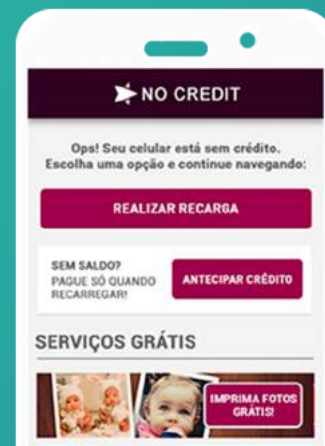 NO CREDIT
Ops! Seu celular está sem crédito.
Escolha uma opção e continue navegando:
REALIZAR RECARGA
SEM SALDO?
PAGUE SÓ QUANDO
RECARREGAR!
ANTECIPAR CRÉDITO
SERVIÇOS GRÁTIS
IMPRIMA FOTOS
GRÁTIS!